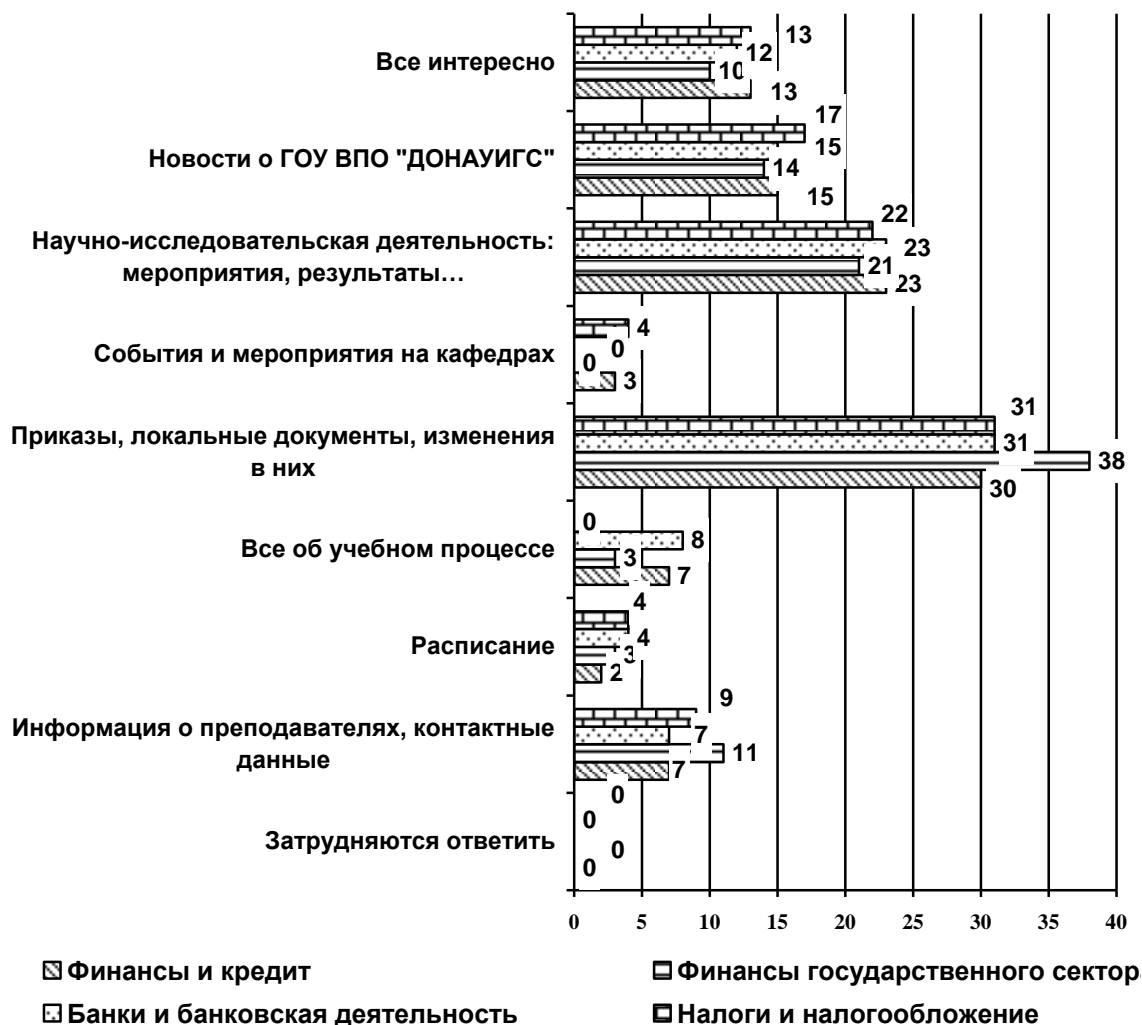 13
Все интересно
12
10
13
17
Новости о ГОУ ВПО "ДОНАУИГС"
15
14
15
22
Научно-исследовательская деятельность:
мероприятия, результаты...
23
21
23
4
События и мероприятия на кафедрах
0
0
3
31
Приказы, локальные документы, изменения
в них
31
38
30
0
Все об учебном процессе
8
3
7
4
Расписание
4
3
2
9
Информация о преподавателях, контактные
данные
7
11
7
0
0
Затрудняются ответить
0
0
0 5 10 15 20 25 30 35 40
Финансы и кредит
Финансы государственного сектора
Банки и банковская деятельность
Налоги и налогообложение